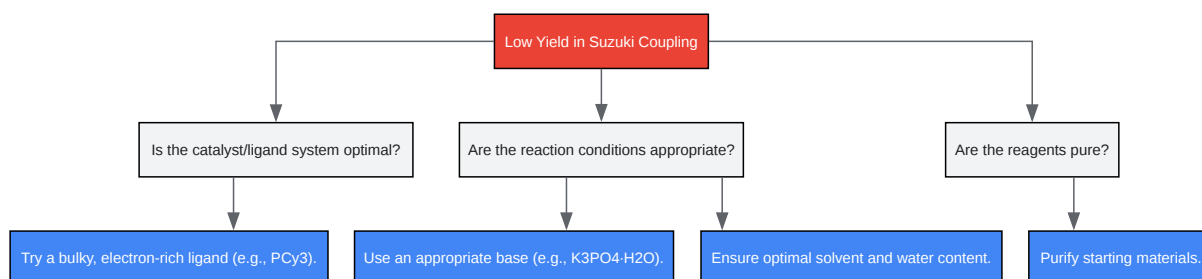 Low Yield in Suzuki Coupling
Is the catalyst/ligand system optimal?
Are the reaction conditions appropriate?
Are the reagents pure?
Try a bulky, electron-rich ligand (e.g., PCy3).
Use an appropriate base (e.g., K3PO4·H2O).
Ensure optimal solvent and water content.
Purify starting materials.